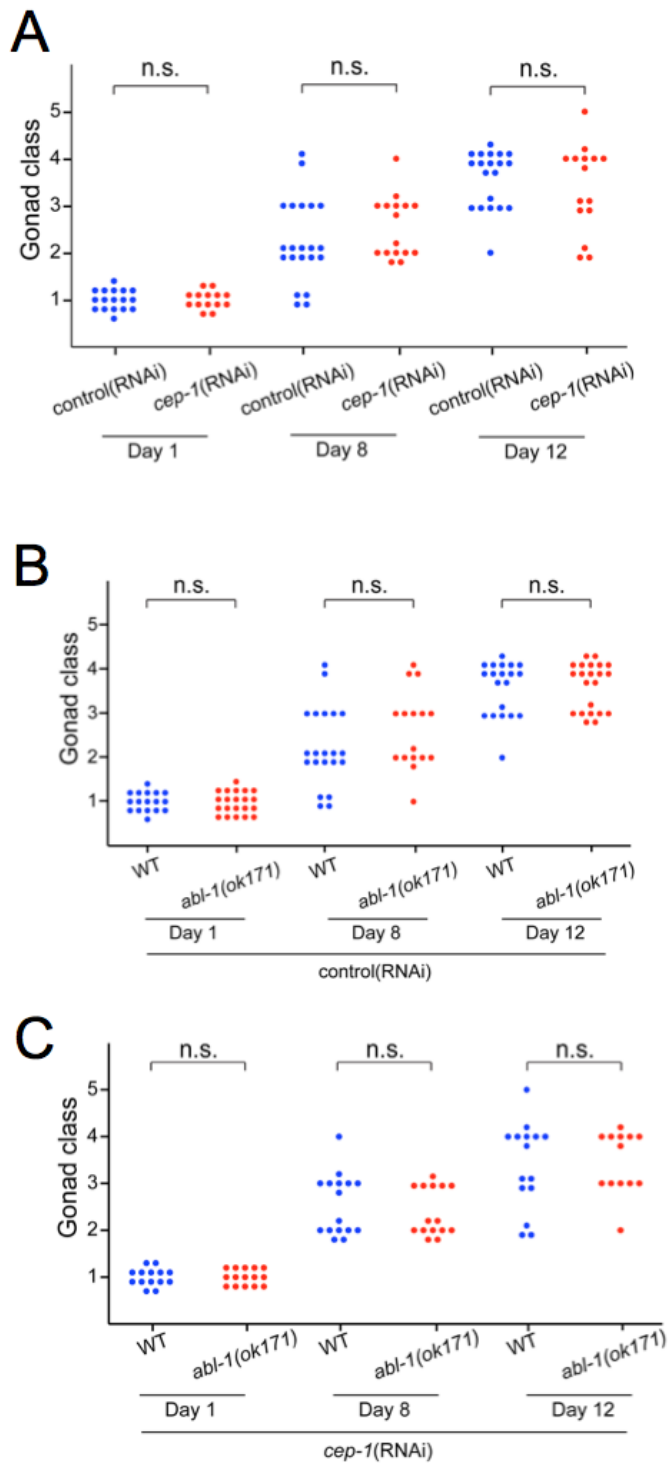 A
n.s. n.s. n.s.
Gonad class
5
4
3
2
1
control(RNAi) cep-1(RNAi) control(RNAi) cep-1(RNAi) control(RNAi) cep-1(RNAi)
Day 1 Day 8 Day 12
B
n.s. n.s. n.s.
Gonad class
5
4
3
2
1
WT abl-1(ok171) WT abl-1(ok171) WT abl-1(ok171)
Day 1 Day 8 Day 12
control(RNAi)
C
n.s. n.s. n.s.
Gonad class
5
4
3
2
1
WT abl-1(ok171) WT abl-1(ok171) WT abl-1(ok171)
Day 1 Day 8 Day 12
cep-1(RNAi)